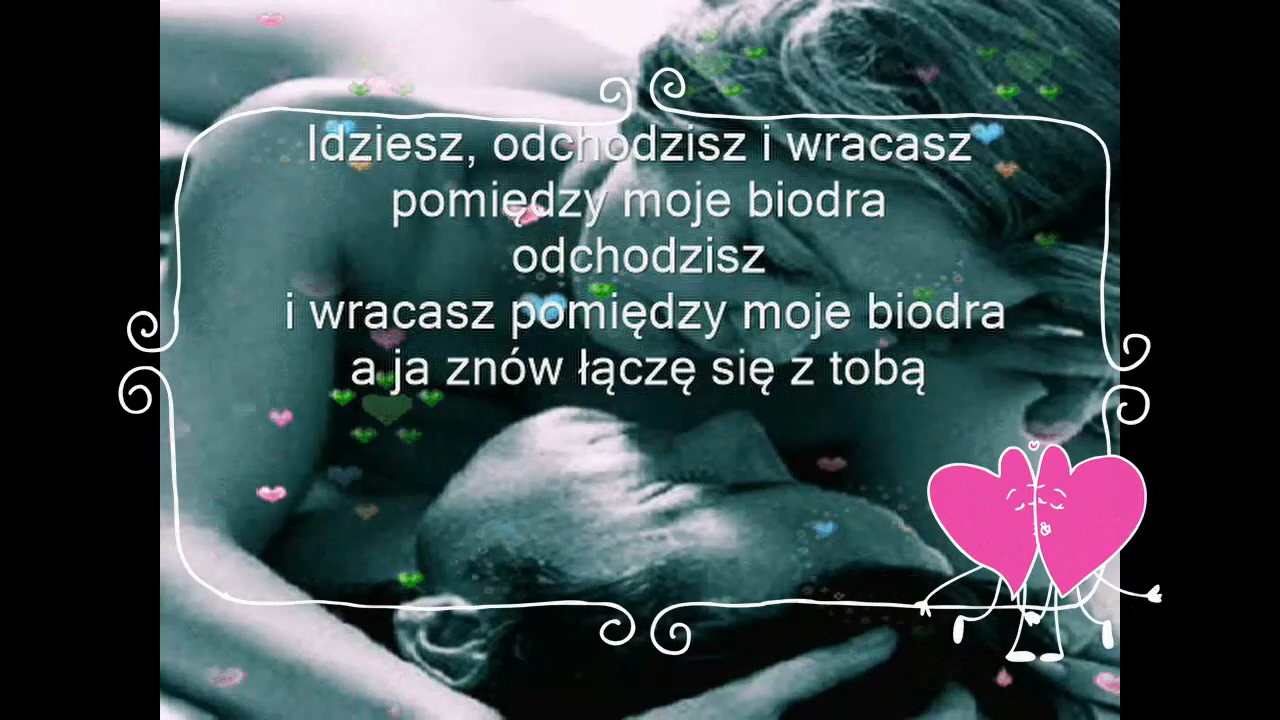 Idziesz, odchodzisz i wracasz
pomiędzy moje biodra
odchodzisz
i wracasz pomiędzy moje biodra
a ja znów łączę się z tobą